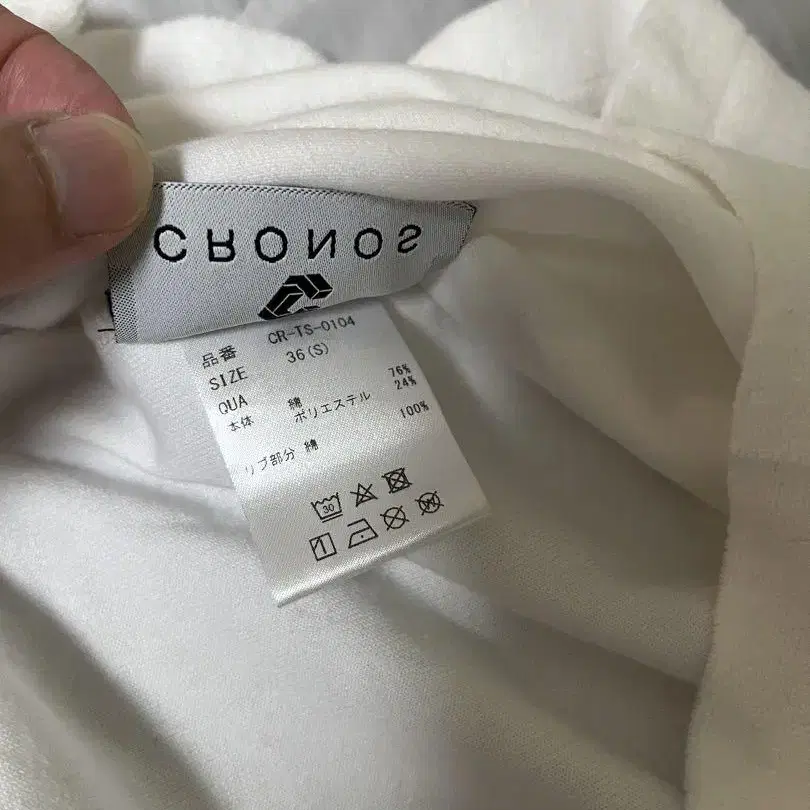 CRONOS
品番 CR-TS-0104
SIZE 36(S)
QUA
本体 綿 76%
ポリエステル 24%
リブ部分 綿 100%
30